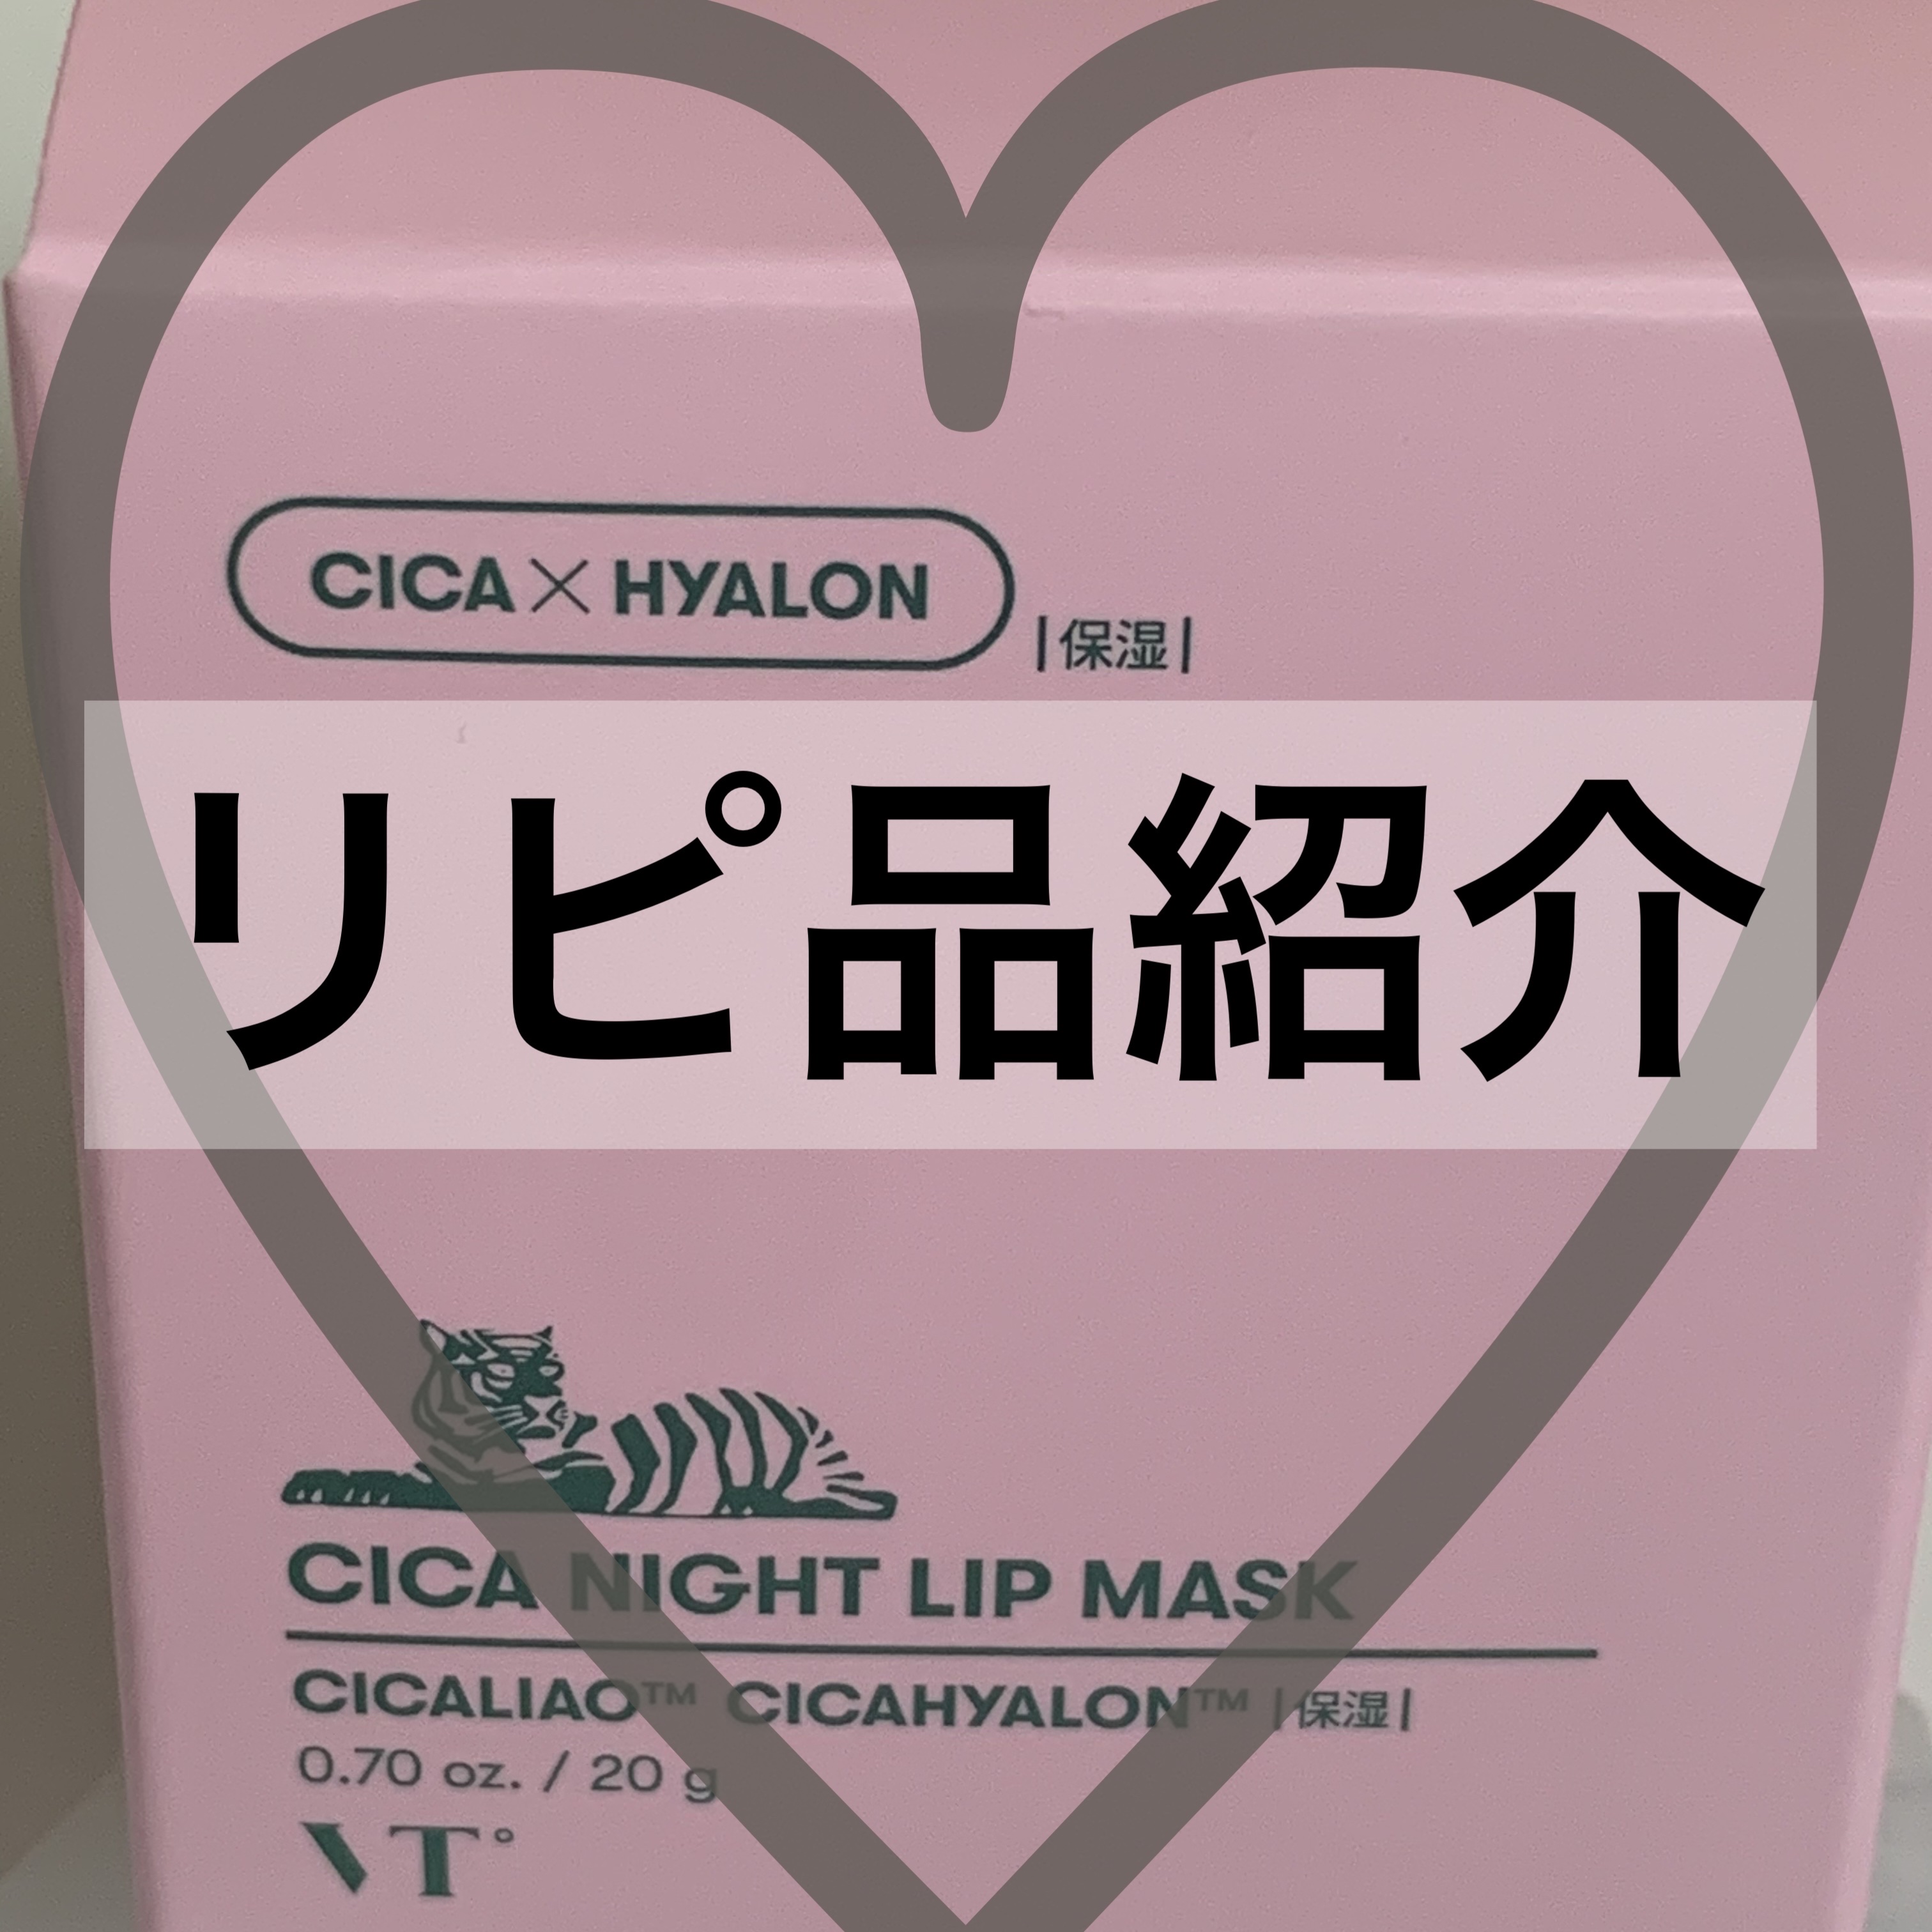 CICA×HYALON
|保湿|
リピ品紹介
CICA NIGHT LIP MASK
CICALIAO™ CICAHYALON™ |保湿|
0.70 oz. / 20 g
VT°